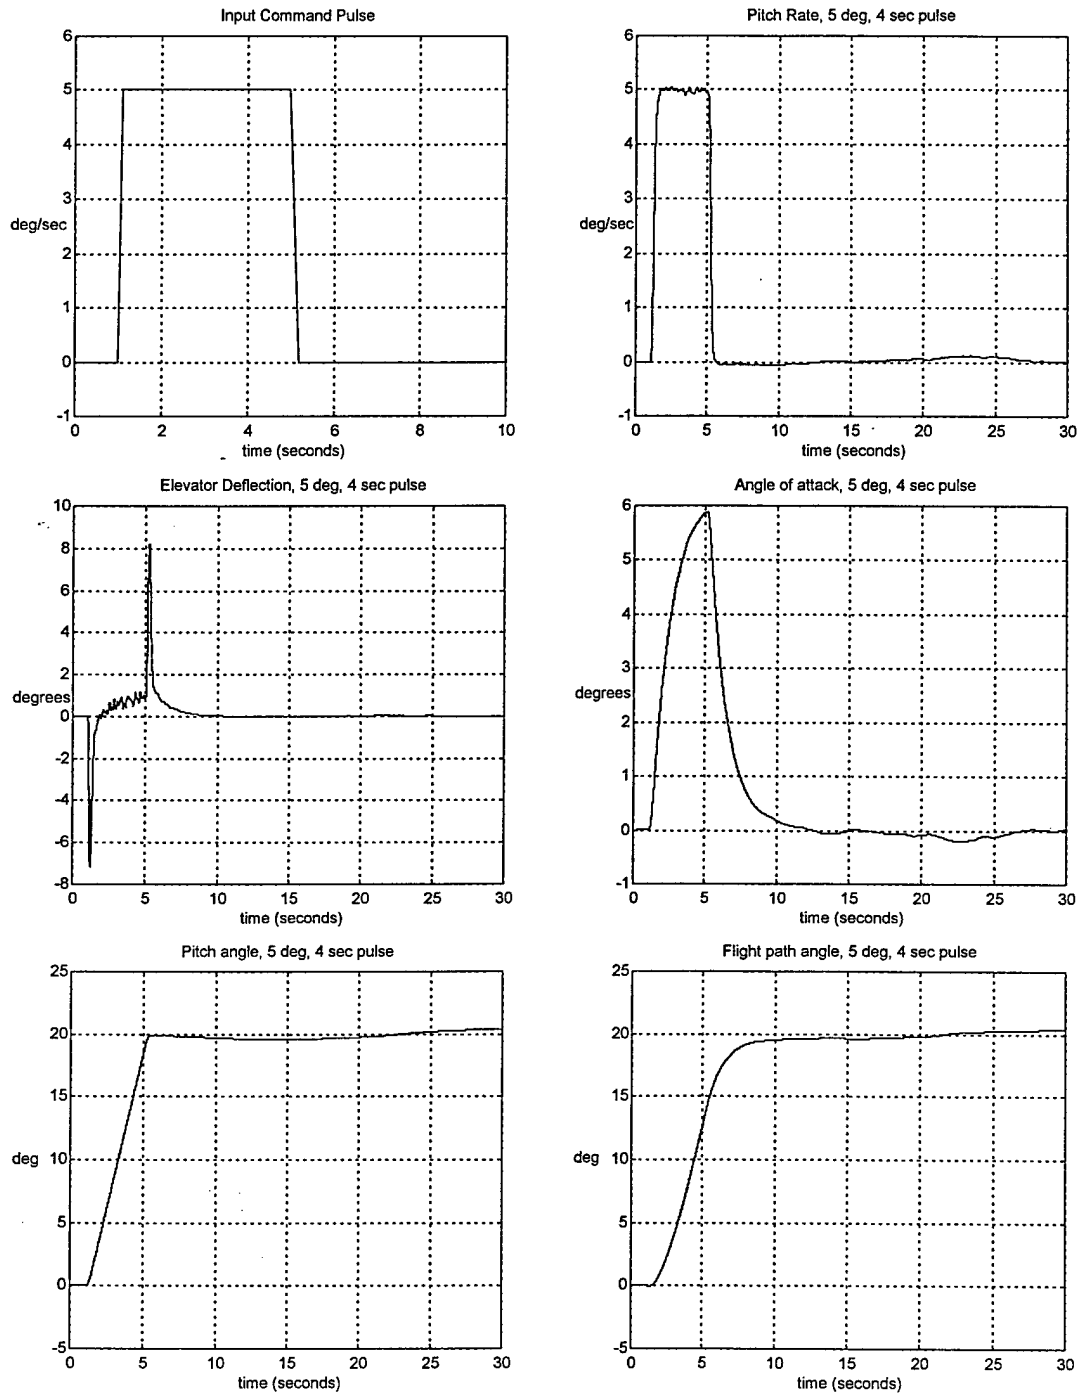 Input Command Pulse
6
5
4
3
deg/sec
2
1
0
-1
0 2 4 6 8 10
time (seconds)
Pitch Rate, 5 deg, 4 sec pulse
6
5
4
3
deg/sec
2
1
0
-1
0 5 10 15 20 25 30
time (seconds)
Elevator Deflection, 5 deg, 4 sec pulse
10
8
6
4
2
degrees
0
-2
-4
-6
-8
0 5 10 15 20 25 30
time (seconds)
Angle of attack, 5 deg, 4 sec pulse
6
5
4
3
degrees
2
1
0
-1
0 5 10 15 20 25 30
time (seconds)
Pitch angle, 5 deg, 4 sec pulse
25
20
15
deg 10
5
0
-5
0 5 10 15 20 25 30
time (seconds)
Flight path angle, 5 deg, 4 sec pulse
25
20
15
deg 10
5
0
-5
0 5 10 15 20 25 30
time (seconds)